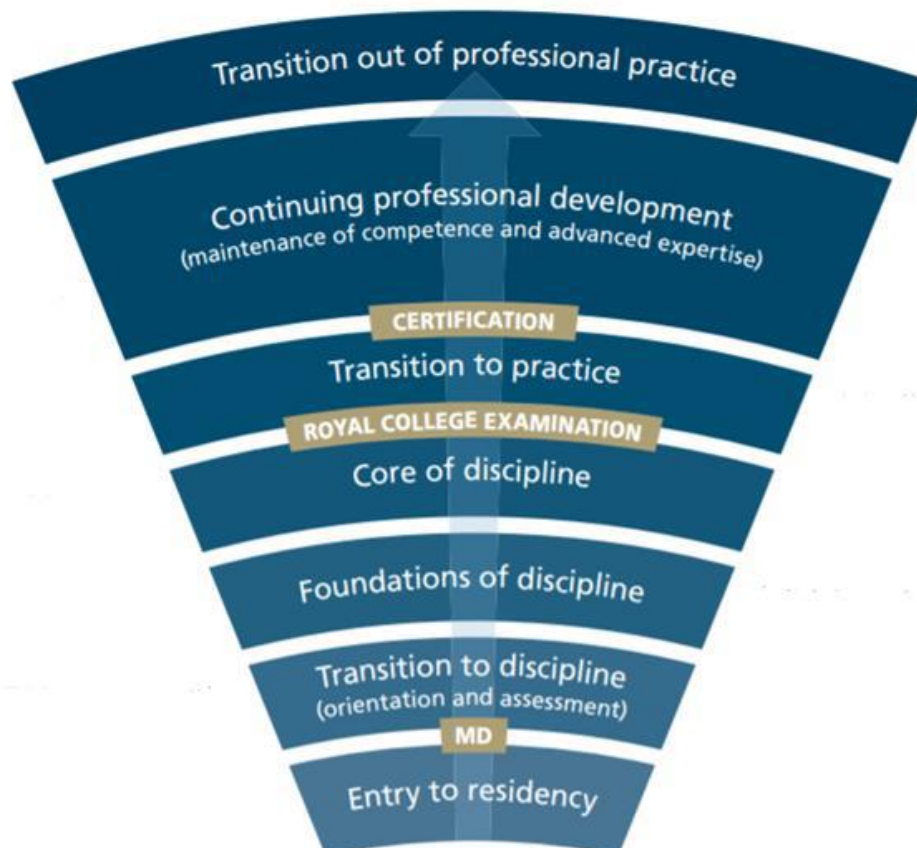 Transition out of professional practice
Continuing professional development
(maintenance of competence and advanced expertise)
CERTIFICATION
Transition to practice
ROYAL COLLEGE EXAMINATION
Core of discipline
Foundations of discipline
Transition to discipline
(orientation and assessment)
MD
Entry to residency